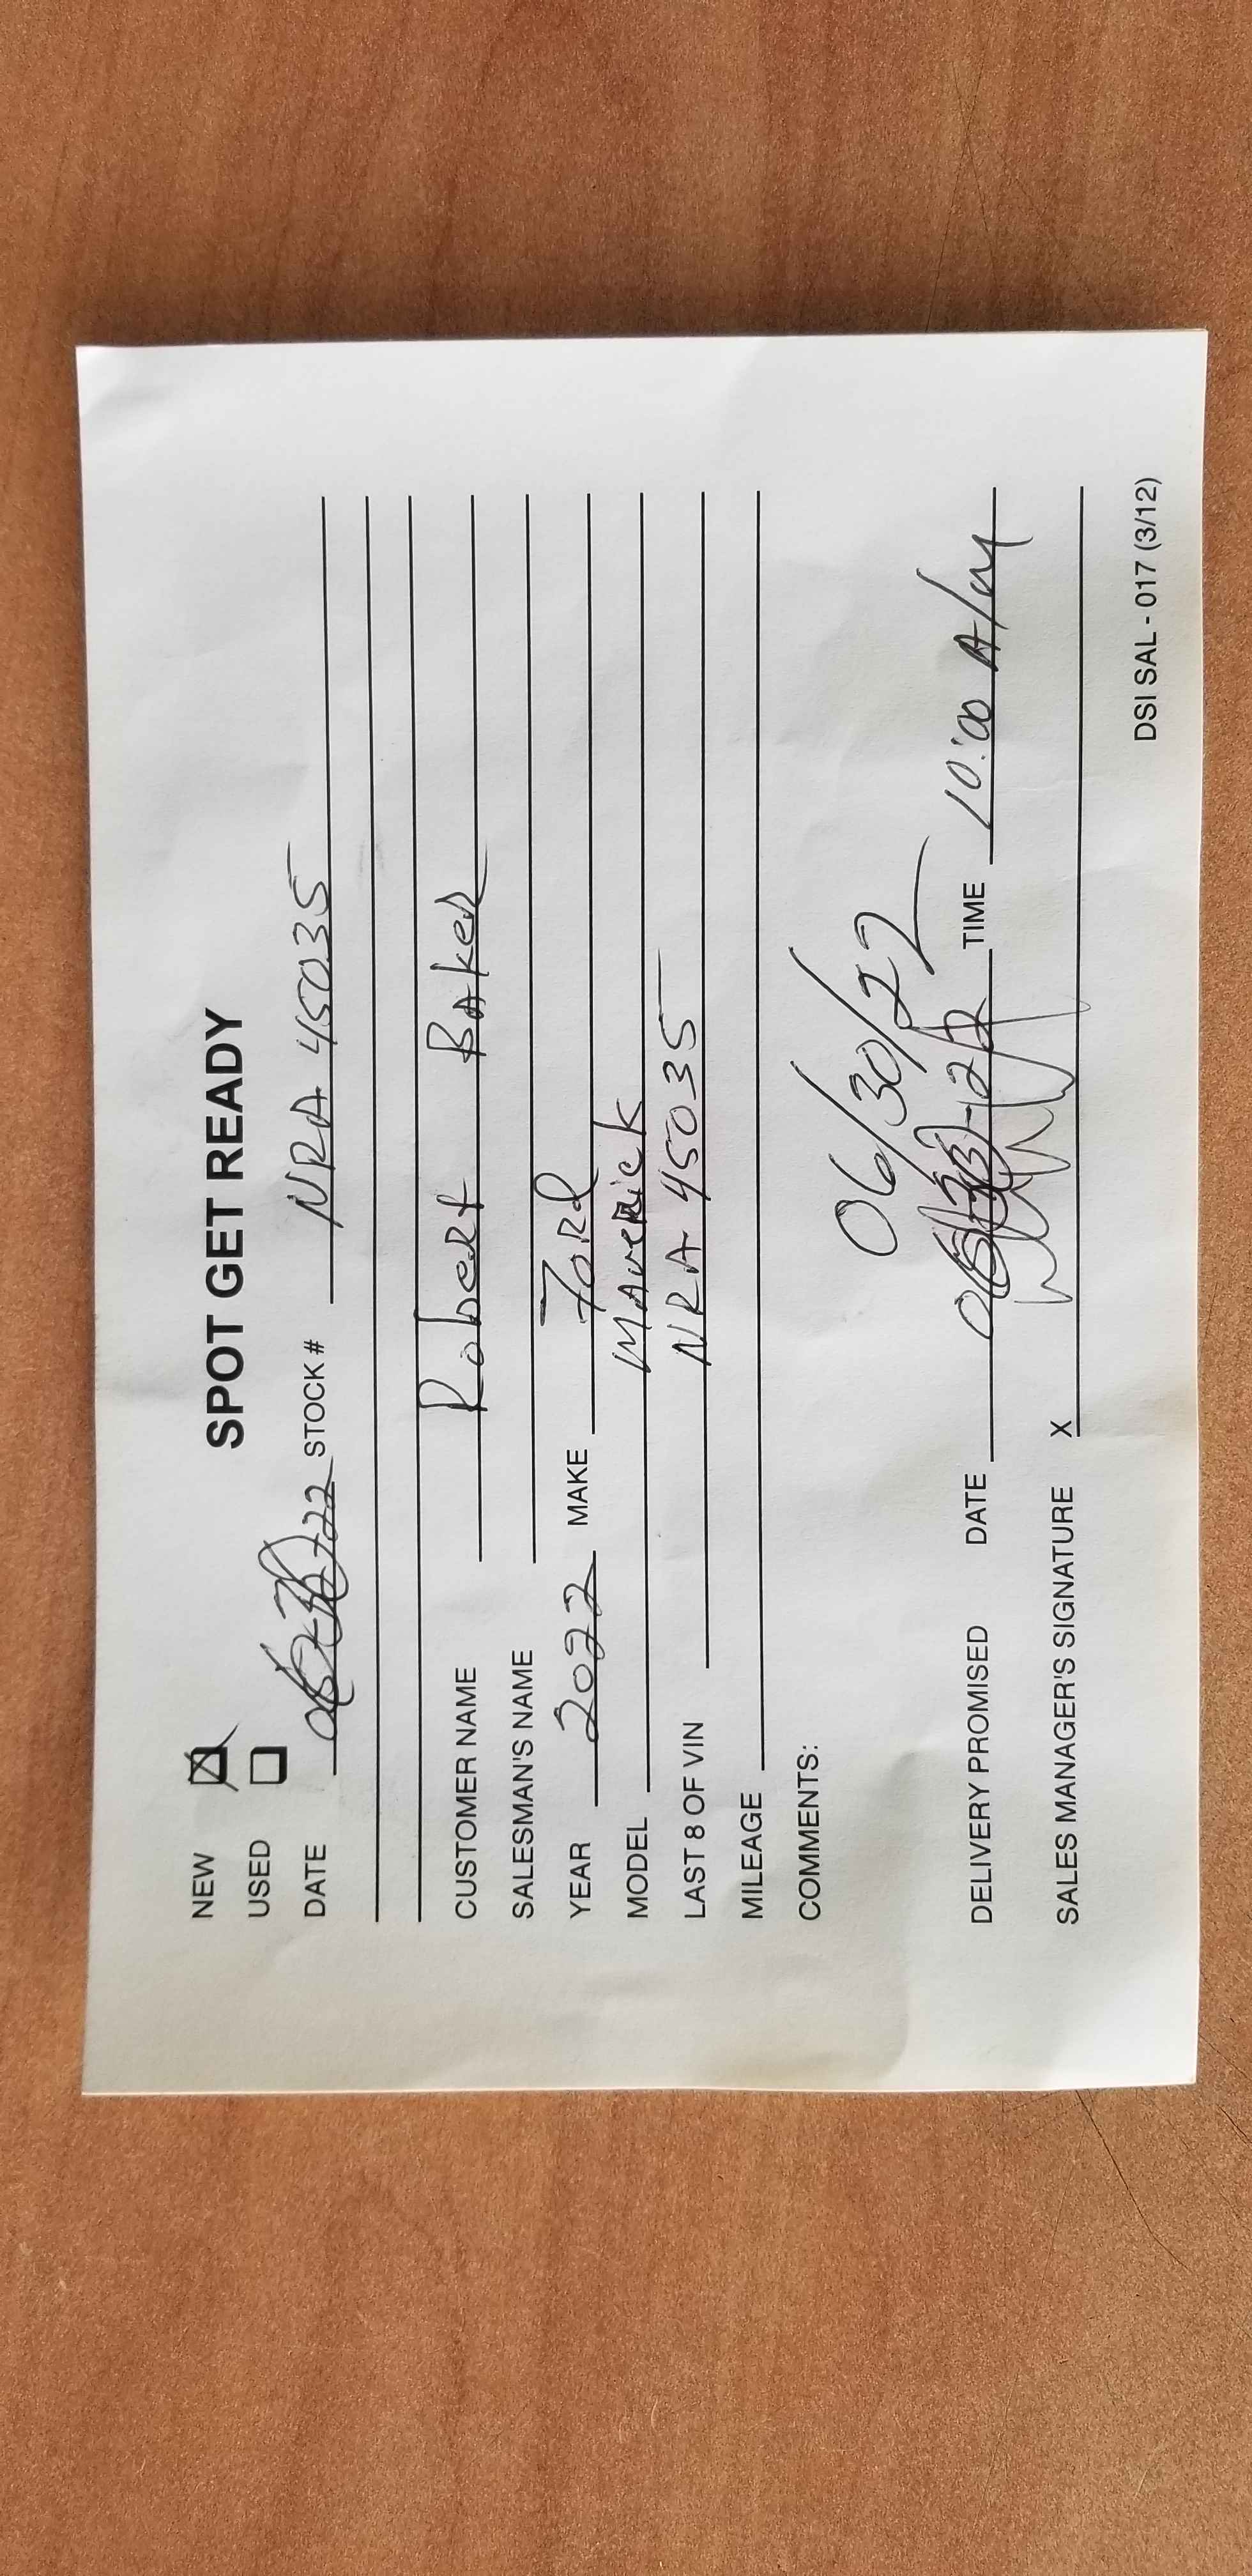 SPOT GET READY
NEW
USED
DATE 22 STOCK # NRA 45035
CUSTOMER NAME Robert Baker
SALESMAN'S NAME
YEAR 2022 MAKE Ford
MODEL Maverick
LAST 8 OF VIN NRA 45035
MILEAGE
COMMENTS:
06/30/22
DELIVERY PROMISED DATE TIME 10:00 A/M
SALES MANAGER'S SIGNATURE X
DSI SAL - 017 (3/12)